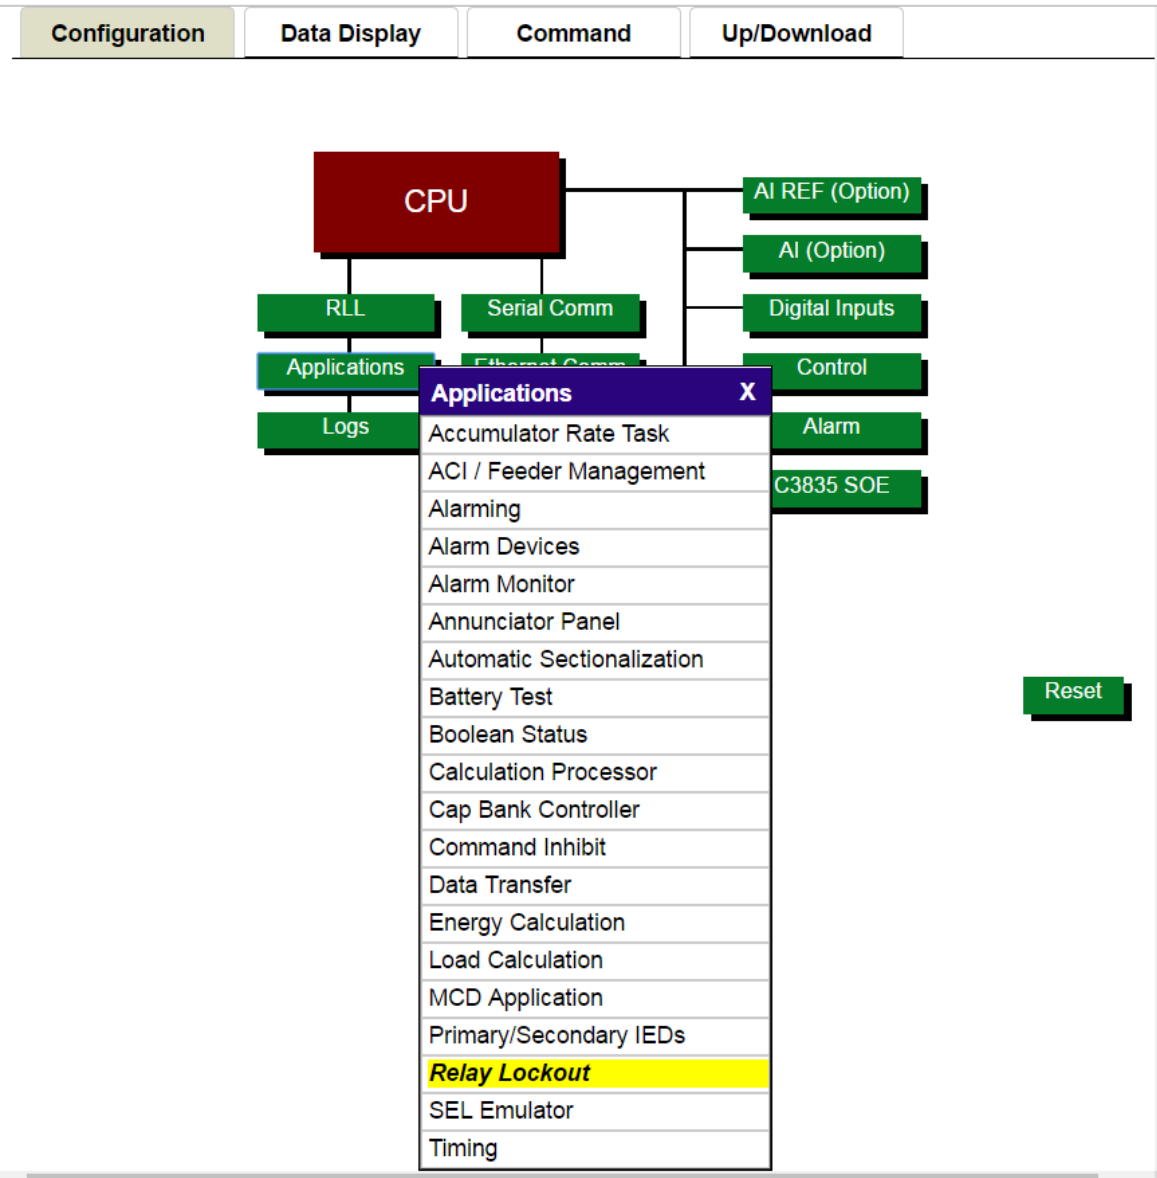 Configuration
Data Display
Command
Up/Download
CPU
AI REF (Option)
AI (Option)
RLL
Serial Comm
Digital Inputs
Applications
Ethernet Comm
Control
Logs
Alarm
C3835 SOE
Applications X
Accumulator Rate Task
ACI / Feeder Management
Alarming
Alarm Devices
Alarm Monitor
Annunciator Panel
Automatic Sectionalization
Battery Test
Boolean Status
Calculation Processor
Cap Bank Controller
Command Inhibit
Data Transfer
Energy Calculation
Load Calculation
MCD Application
Primary/Secondary IEDs
Relay Lockout
SEL Emulator
Timing
Reset